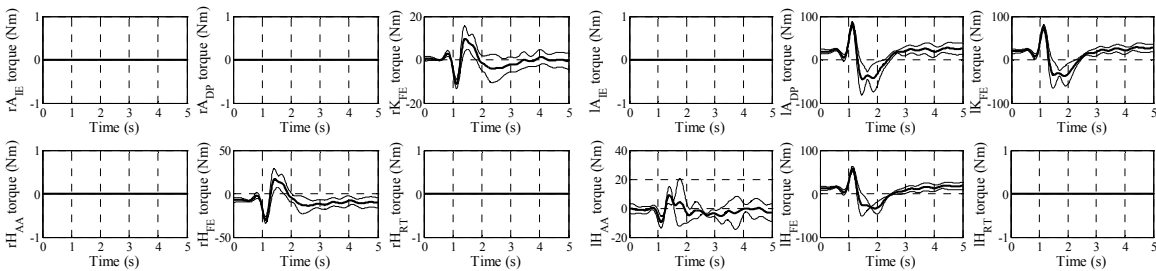 rA_IE torque (Nm)
1
0
-1
0 1 2 3 4 5
Time (s)
rA_DP torque (Nm)
1
0
-1
0 1 2 3 4 5
Time (s)
rK_FE torque (Nm)
20
0
-20
0 1 2 3 4 5
Time (s)
lA_IE torque (Nm)
1
0
-1
0 1 2 3 4 5
Time (s)
lA_DP torque (Nm)
100
0
-100
0 1 2 3 4 5
Time (s)
lK_FE torque (Nm)
100
0
-100
0 1 2 3 4 5
Time (s)
rH_AA torque (Nm)
1
0
-1
0 1 2 3 4 5
Time (s)
rH_FE torque (Nm)
50
0
-50
0 1 2 3 4 5
Time (s)
rH_RT torque (Nm)
1
0
-1
0 1 2 3 4 5
Time (s)
lH_AA torque (Nm)
40
20
0
-20
0 1 2 3 4 5
Time (s)
lH_FE torque (Nm)
100
0
-100
0 1 2 3 4 5
Time (s)
lH_RT torque (Nm)
1
0
-1
0 1 2 3 4 5
Time (s)